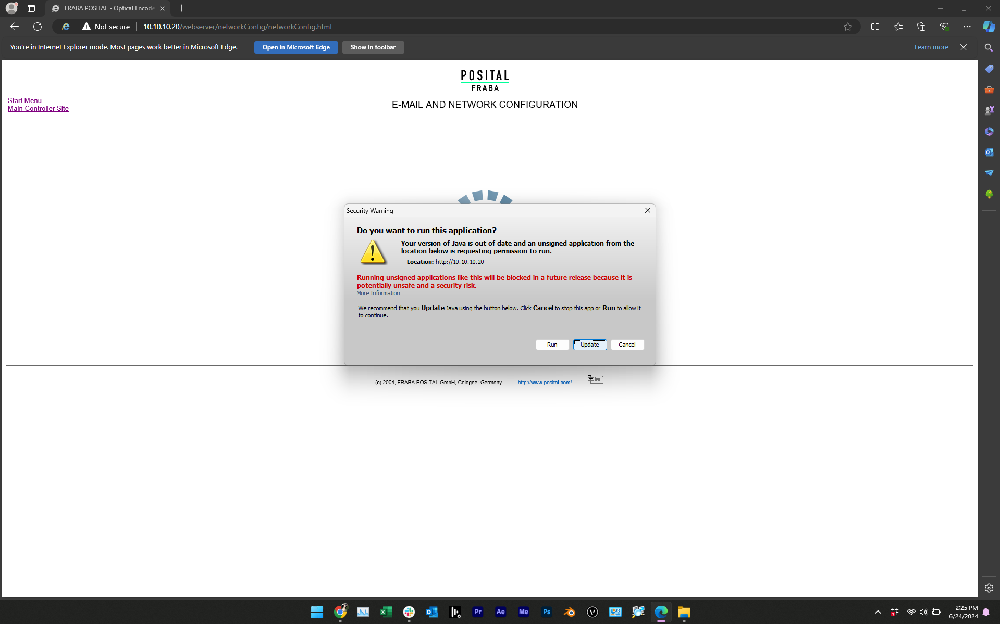 FRABA POSITAL - Optical Encode
Not secure
10.10.10.20/webserver/networkConfig/networkConfig.html
You're in Internet Explorer mode. Most pages work better in Microsoft Edge.
Open in Microsoft Edge
Show in toolbar
Learn more
POSITAL
FRABA
Start Menu
Main Controller Site
E-MAIL AND NETWORK CONFIGURATION
Security Warning
Do you want to run this application?
Your version of Java is out of date and an unsigned application from the
location below is requesting permission to run.
Location: http://10.10.10.20
Running unsigned applications like this will be blocked in a future release because it is
potentially unsafe and a security risk.
More Information
We recommend that you Update Java using the button below. Click Cancel to stop this app or Run to allow it
to continue.
Run
Update
Cancel
(c) 2004, FRABA POSITAL GmbH, Cologne, Germany
http://www.posital.com/
Pr
Ae
Me
Ps
1
2:25 PM
6/24/2024